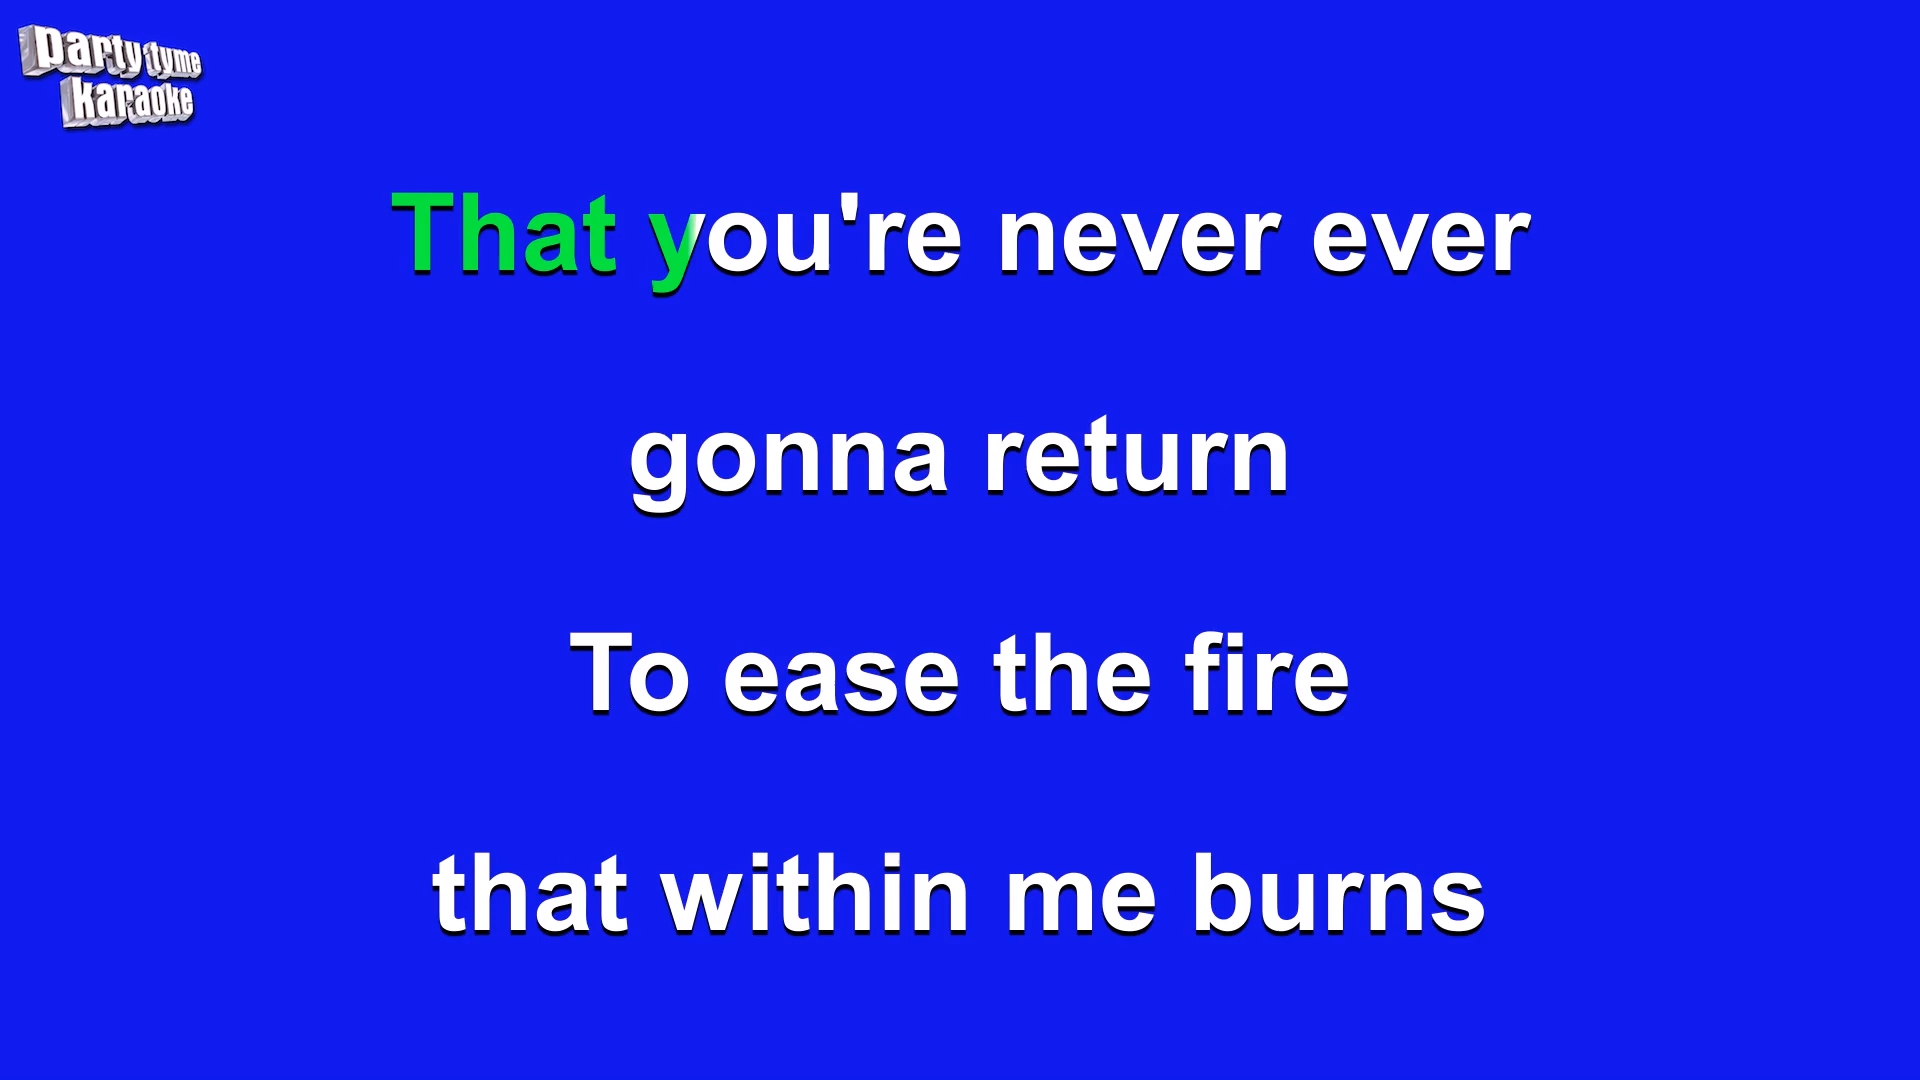 party tyme
karaoke
That you're never ever
gonna return
To ease the fire
that within me burns